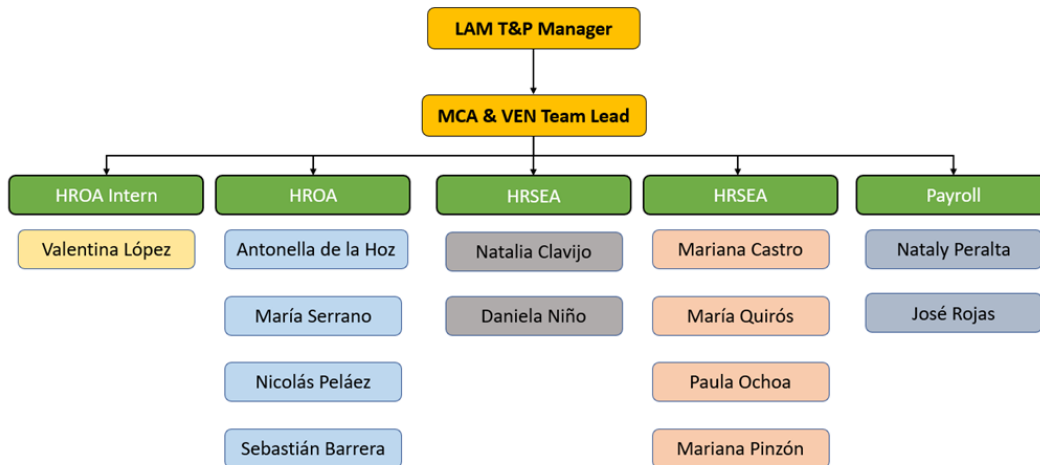 LAM T&P Manager
MCA & VEN Team Lead
HROA Intern
HROA
HRSEA
HRSEA
Payroll
Valentina López
Antonella de la Hoz
Natalia Clavijo
Mariana Castro
Nataly Peralta
María Serrano
Daniela Niño
María Quirós
José Rojas
Nicolás Peláez
Paula Ochoa
Sebastián Barrera
Mariana Pinzón